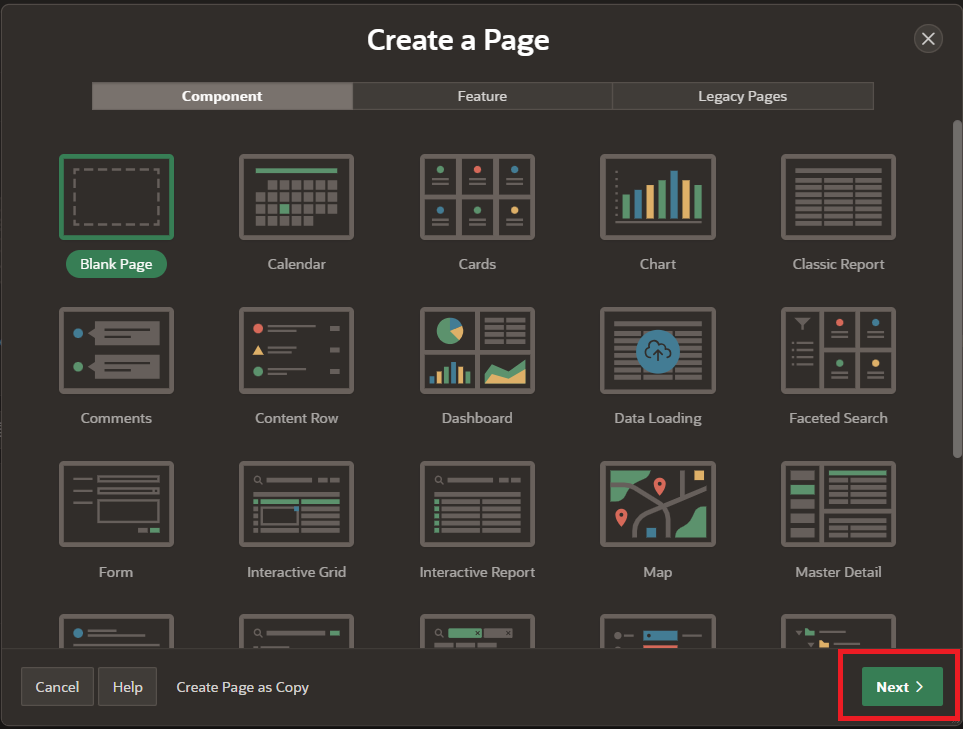 Create a Page
Component Feature Legacy Pages
Blank Page Calendar Cards Chart Classic Report
Comments Content Row Dashboard Data Loading Faceted Search
Form Interactive Grid Interactive Report Map Master Detail
Cancel Help Create Page as Copy Next